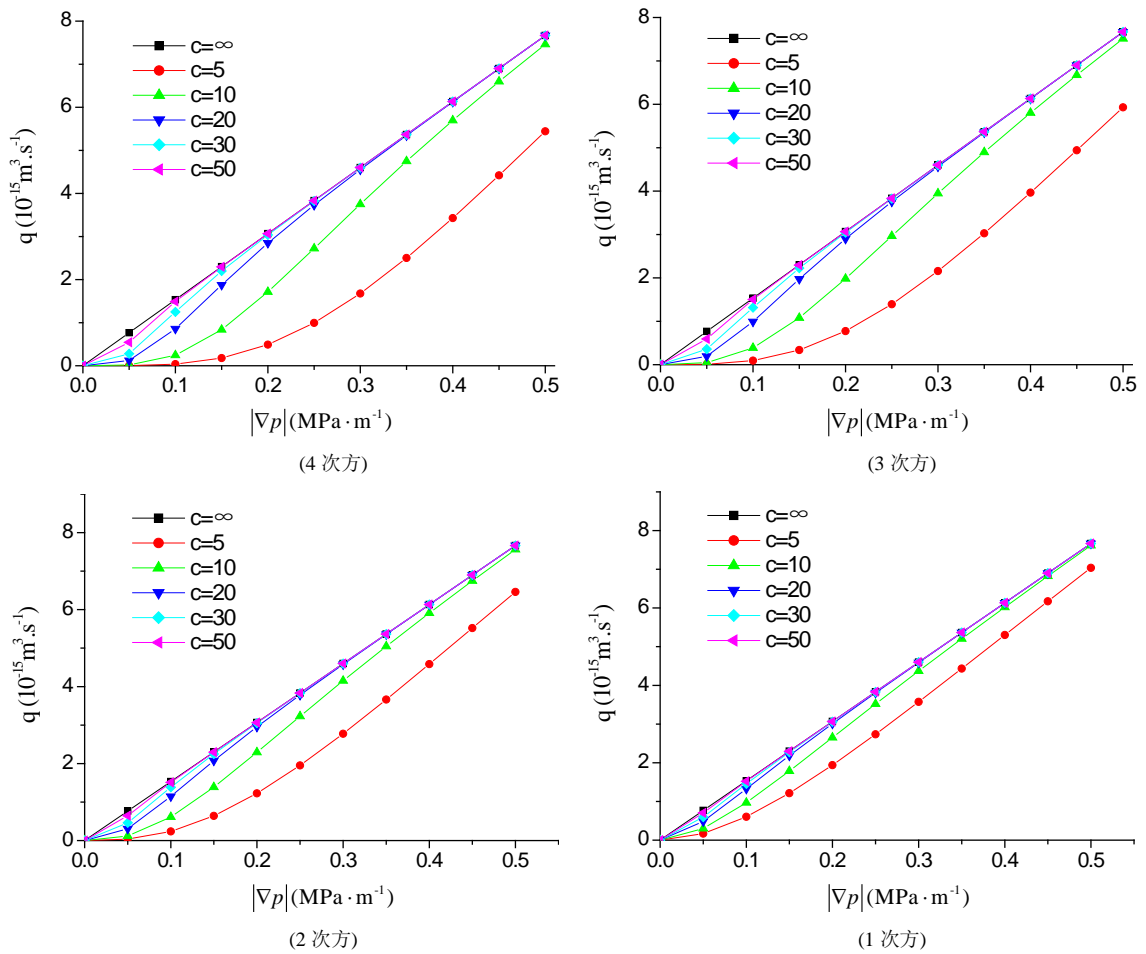 8
6
4
2
0
q (10⁻¹⁵m³.s⁻¹)
c=∞
c=5
c=10
c=20
c=30
c=50
0.0 0.1 0.2 0.3 0.4 0.5
|∇p| (MPa·m⁻¹)
(4 次方)
8
6
4
2
0
q (10⁻¹⁵m³.s⁻¹)
c=∞
c=5
c=10
c=20
c=30
c=50
0.0 0.1 0.2 0.3 0.4 0.5
|∇p| (MPa·m⁻¹)
(3 次方)
8
6
4
2
0
q (10⁻¹⁵m³.s⁻¹)
c=∞
c=5
c=10
c=20
c=30
c=50
0.0 0.1 0.2 0.3 0.4 0.5
|∇p| (MPa·m⁻¹)
(2 次方)
8
6
4
2
0
q (10⁻¹⁵m³.s⁻¹)
c=∞
c=5
c=10
c=20
c=30
c=50
0.0 0.1 0.2 0.3 0.4 0.5
|∇p| (MPa·m⁻¹)
(1 次方)